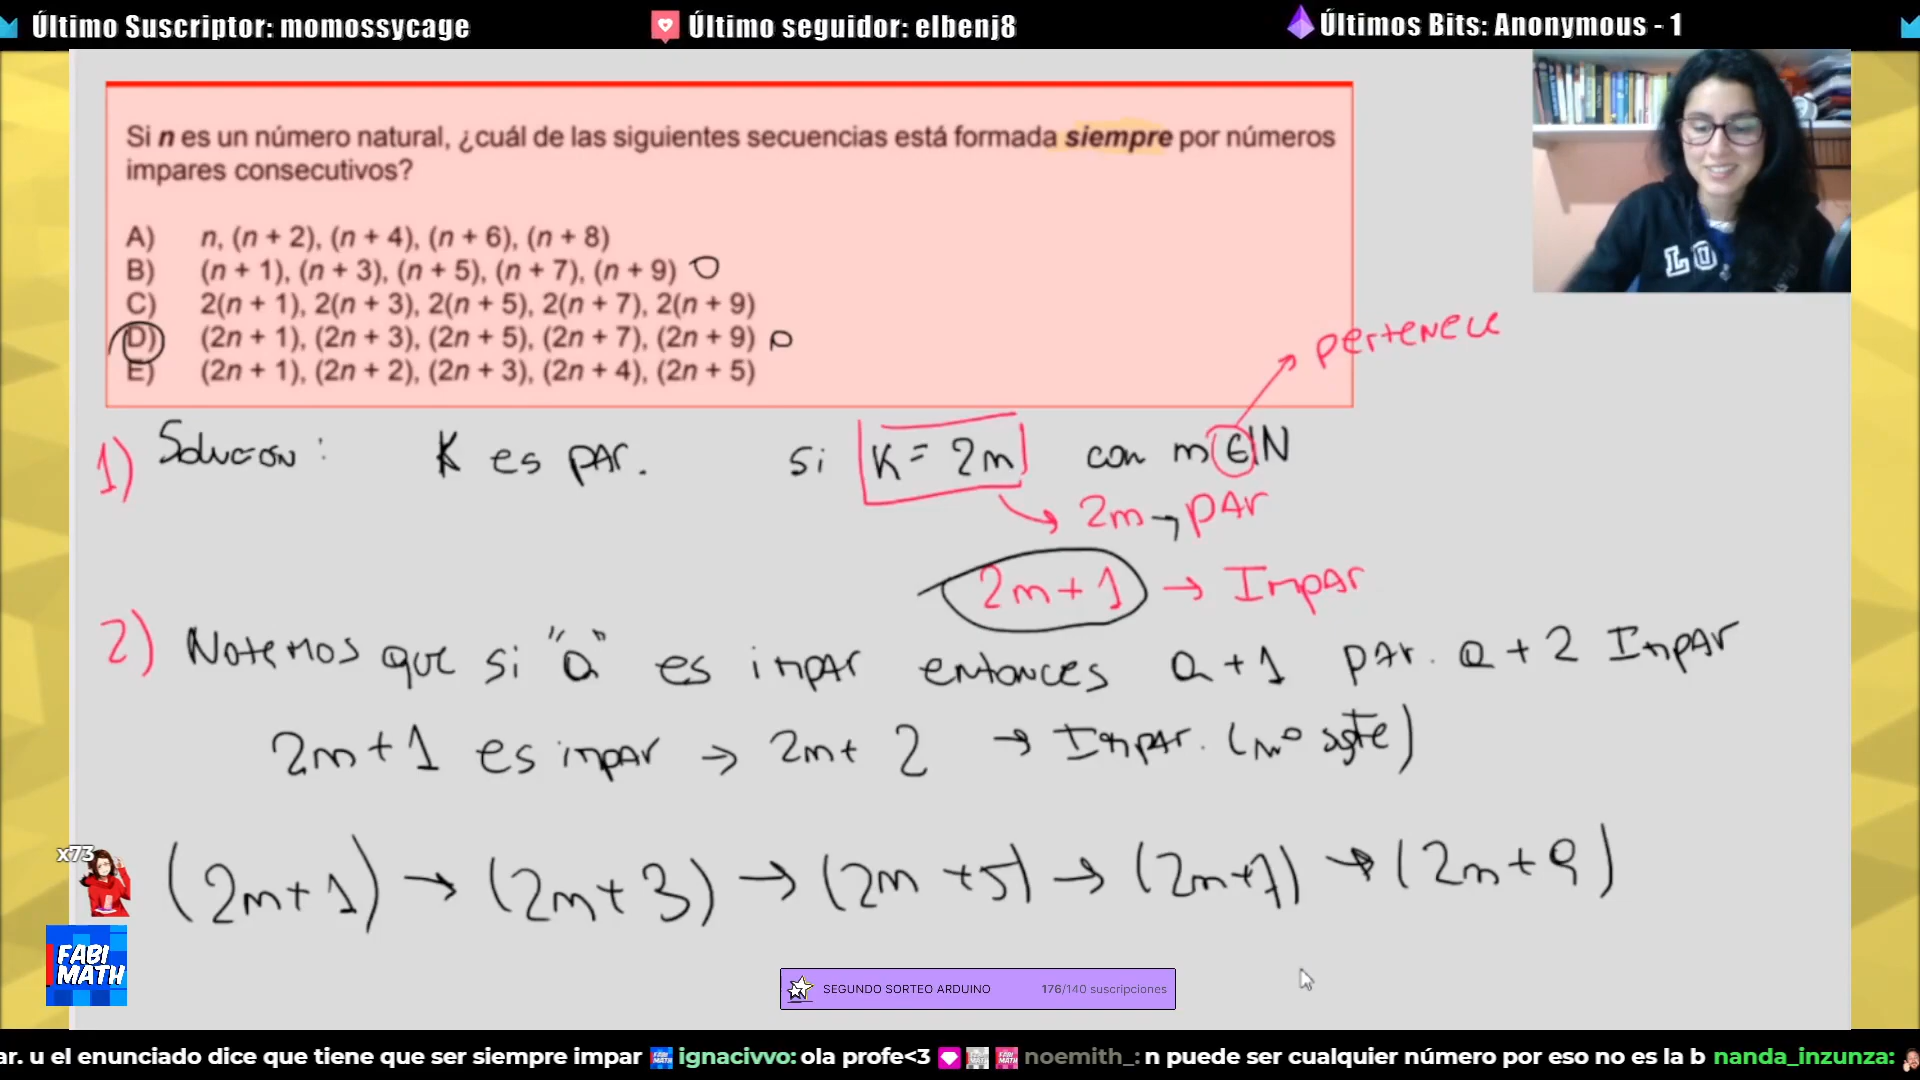 Último Suscriptor: momossycage
Último seguidor: elbenj8
Últimos Bits: Anonymous - 1
Si n es un número natural, ¿cuál de las siguientes secuencias está formada siempre por números
impares consecutivos?
A) n, (n + 2), (n + 4), (n + 6), (n + 8)
B) (n + 1), (n + 3), (n + 5), (n + 7), (n + 9)
C) 2(n + 1), 2(n + 3), 2(n + 5), 2(n + 7), 2(n + 9)
D) (2n + 1), (2n + 3), (2n + 5), (2n + 7), (2n + 9)
E) (2n + 1), (2n + 2), (2n + 3), (2n + 4), (2n + 5)
pertenece
1) Solución: K es PAR. si K = 2m con m ∈ IN
2m → PAR
2m + 1 → Impar
2) Notemos que si "a" es impar entonces a + 1 PAR. a + 2 Impar
2m + 1 es impar → 2m + 2 → Impar. (nº sgte)
(2m + 1) → (2m + 3) → (2m + 5) → (2m + 7) → (2m + 9)
x73
FABI
MATH
LO
SEGUNDO SORTEO ARDUINO 176/140 suscripciones
ar. u el enunciado dice que tiene que ser siempre impar ignacivvo: ola profe<3 noemith_: n puede ser cualquier número por eso no es la b nanda_inzunza: